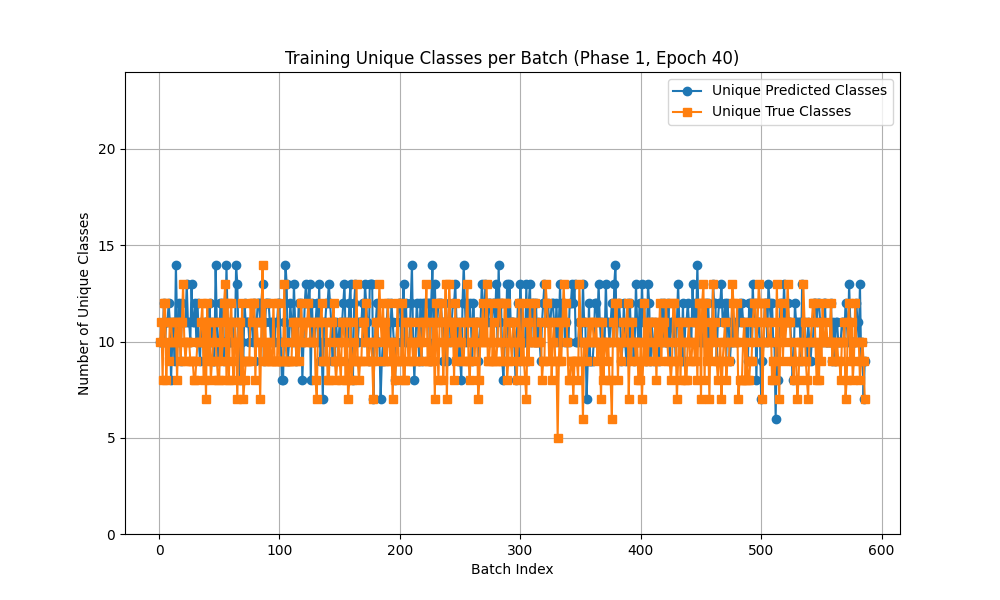 Training Unique Classes per Batch (Phase 1, Epoch 40)
Unique Predicted Classes
Unique True Classes
Number of Unique Classes
20
15
10
5
0
0 100 200 300 400 500 600
Batch Index